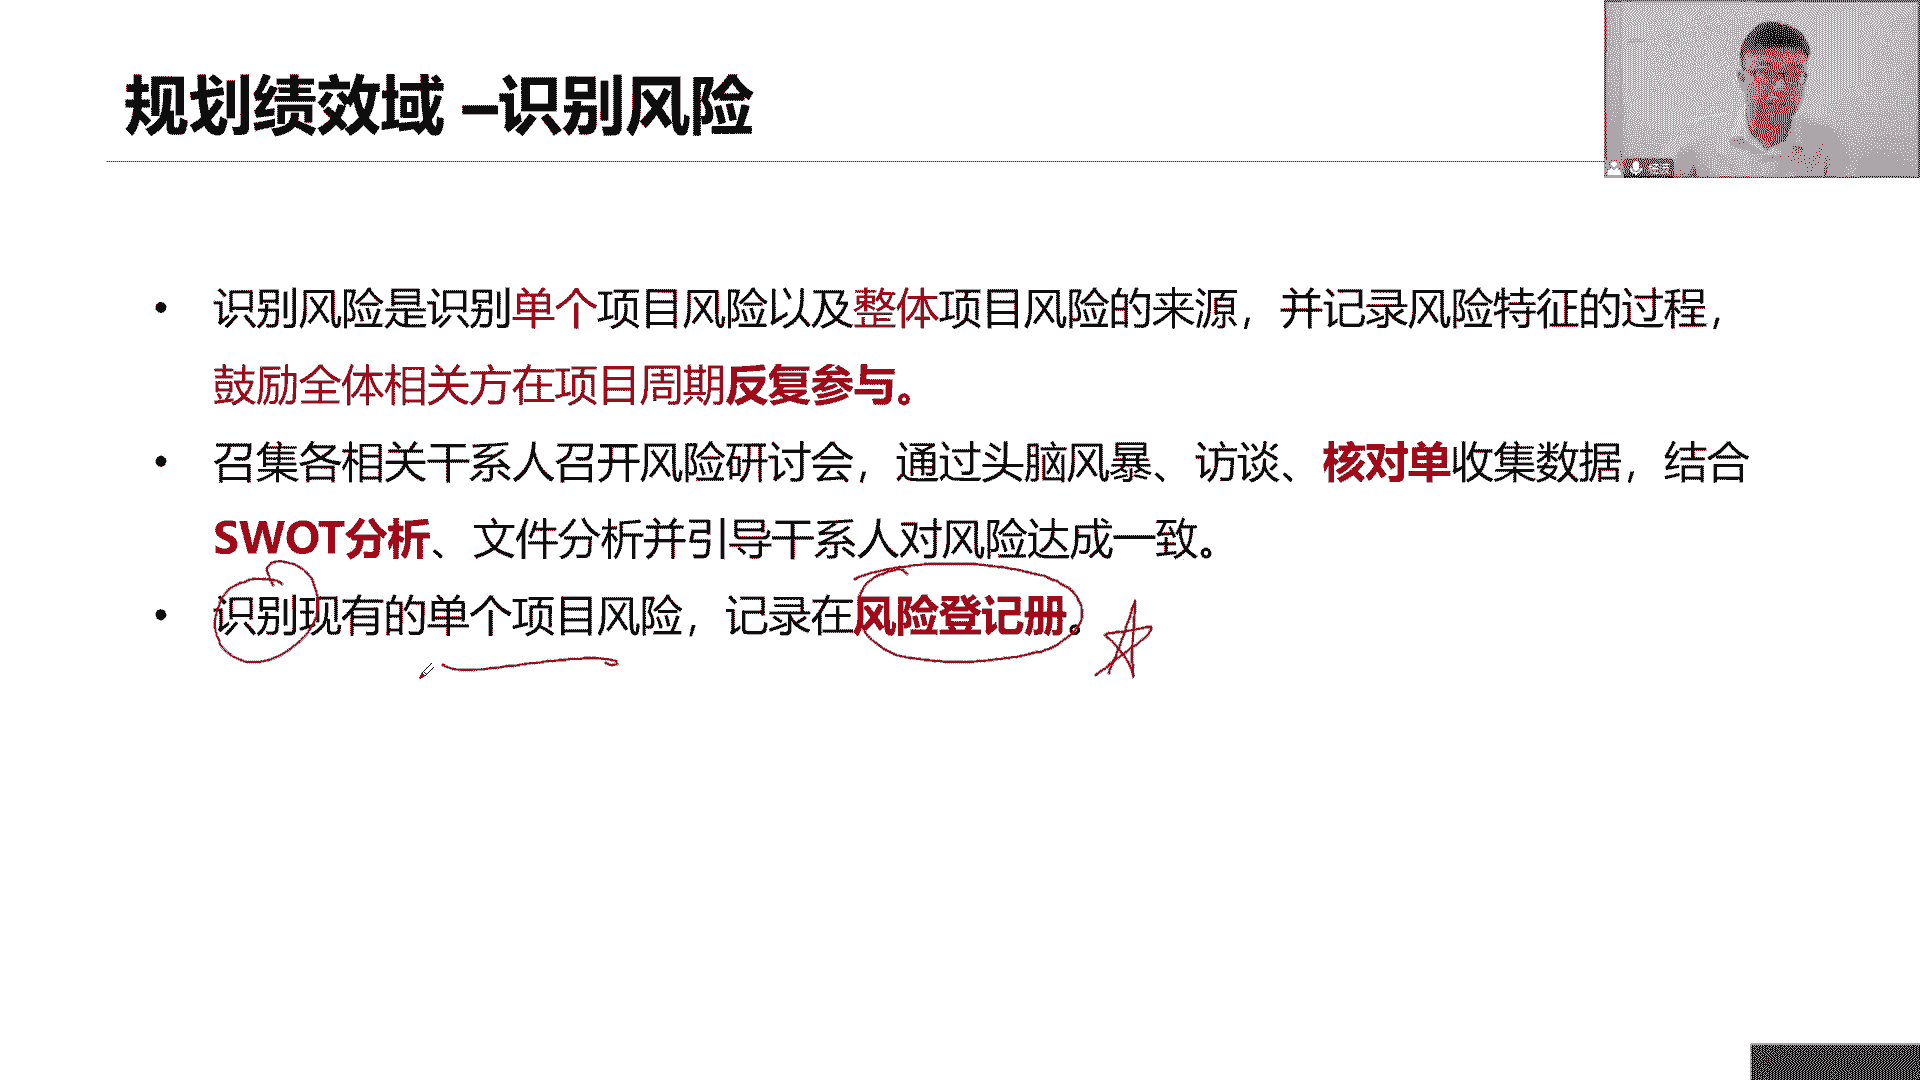 规划绩效域 –识别风险
• 识别风险是识别单个项目风险以及整体项目风险的来源，并记录风险特征的过程，
鼓励全体相关方在项目周期反复参与。
• 召集各相关干系人召开风险研讨会，通过头脑风暴、访谈、核对单收集数据，结合
SWOT分析、文件分析并引导干系人对风险达成一致。
• 识别现有的单个项目风险，记录在风险登记册。